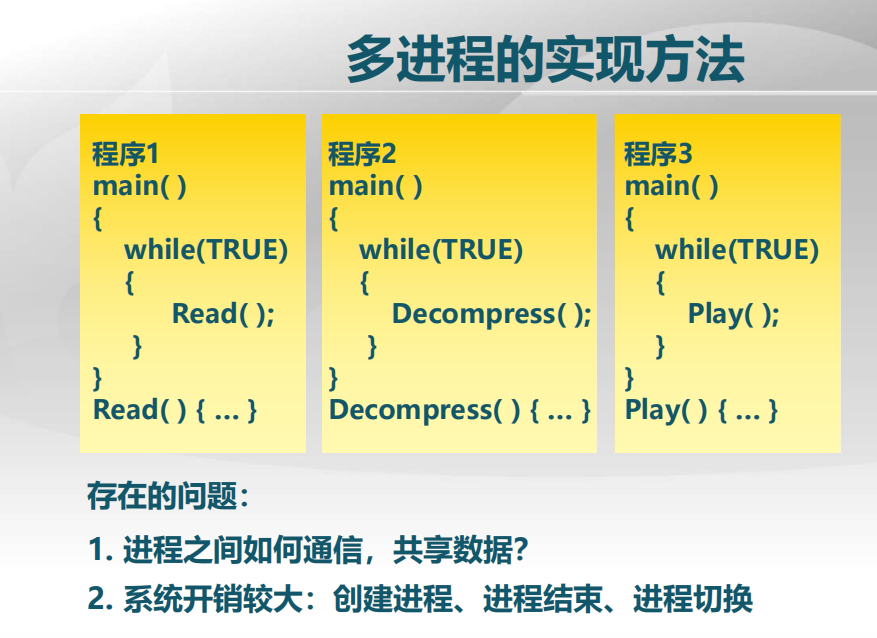 多进程的实现方法
程序1
main( )
{
while(TRUE)
{
Read( );
}
}
Read( ) { … }
程序2
main( )
{
while(TRUE)
{
Decompress( );
}
}
Decompress( ) { … }
程序3
main( )
{
while(TRUE)
{
Play( );
}
}
Play( ) { … }
存在的问题：
1. 进程之间如何通信，共享数据？
2. 系统开销较大：创建进程、进程结束、进程切换